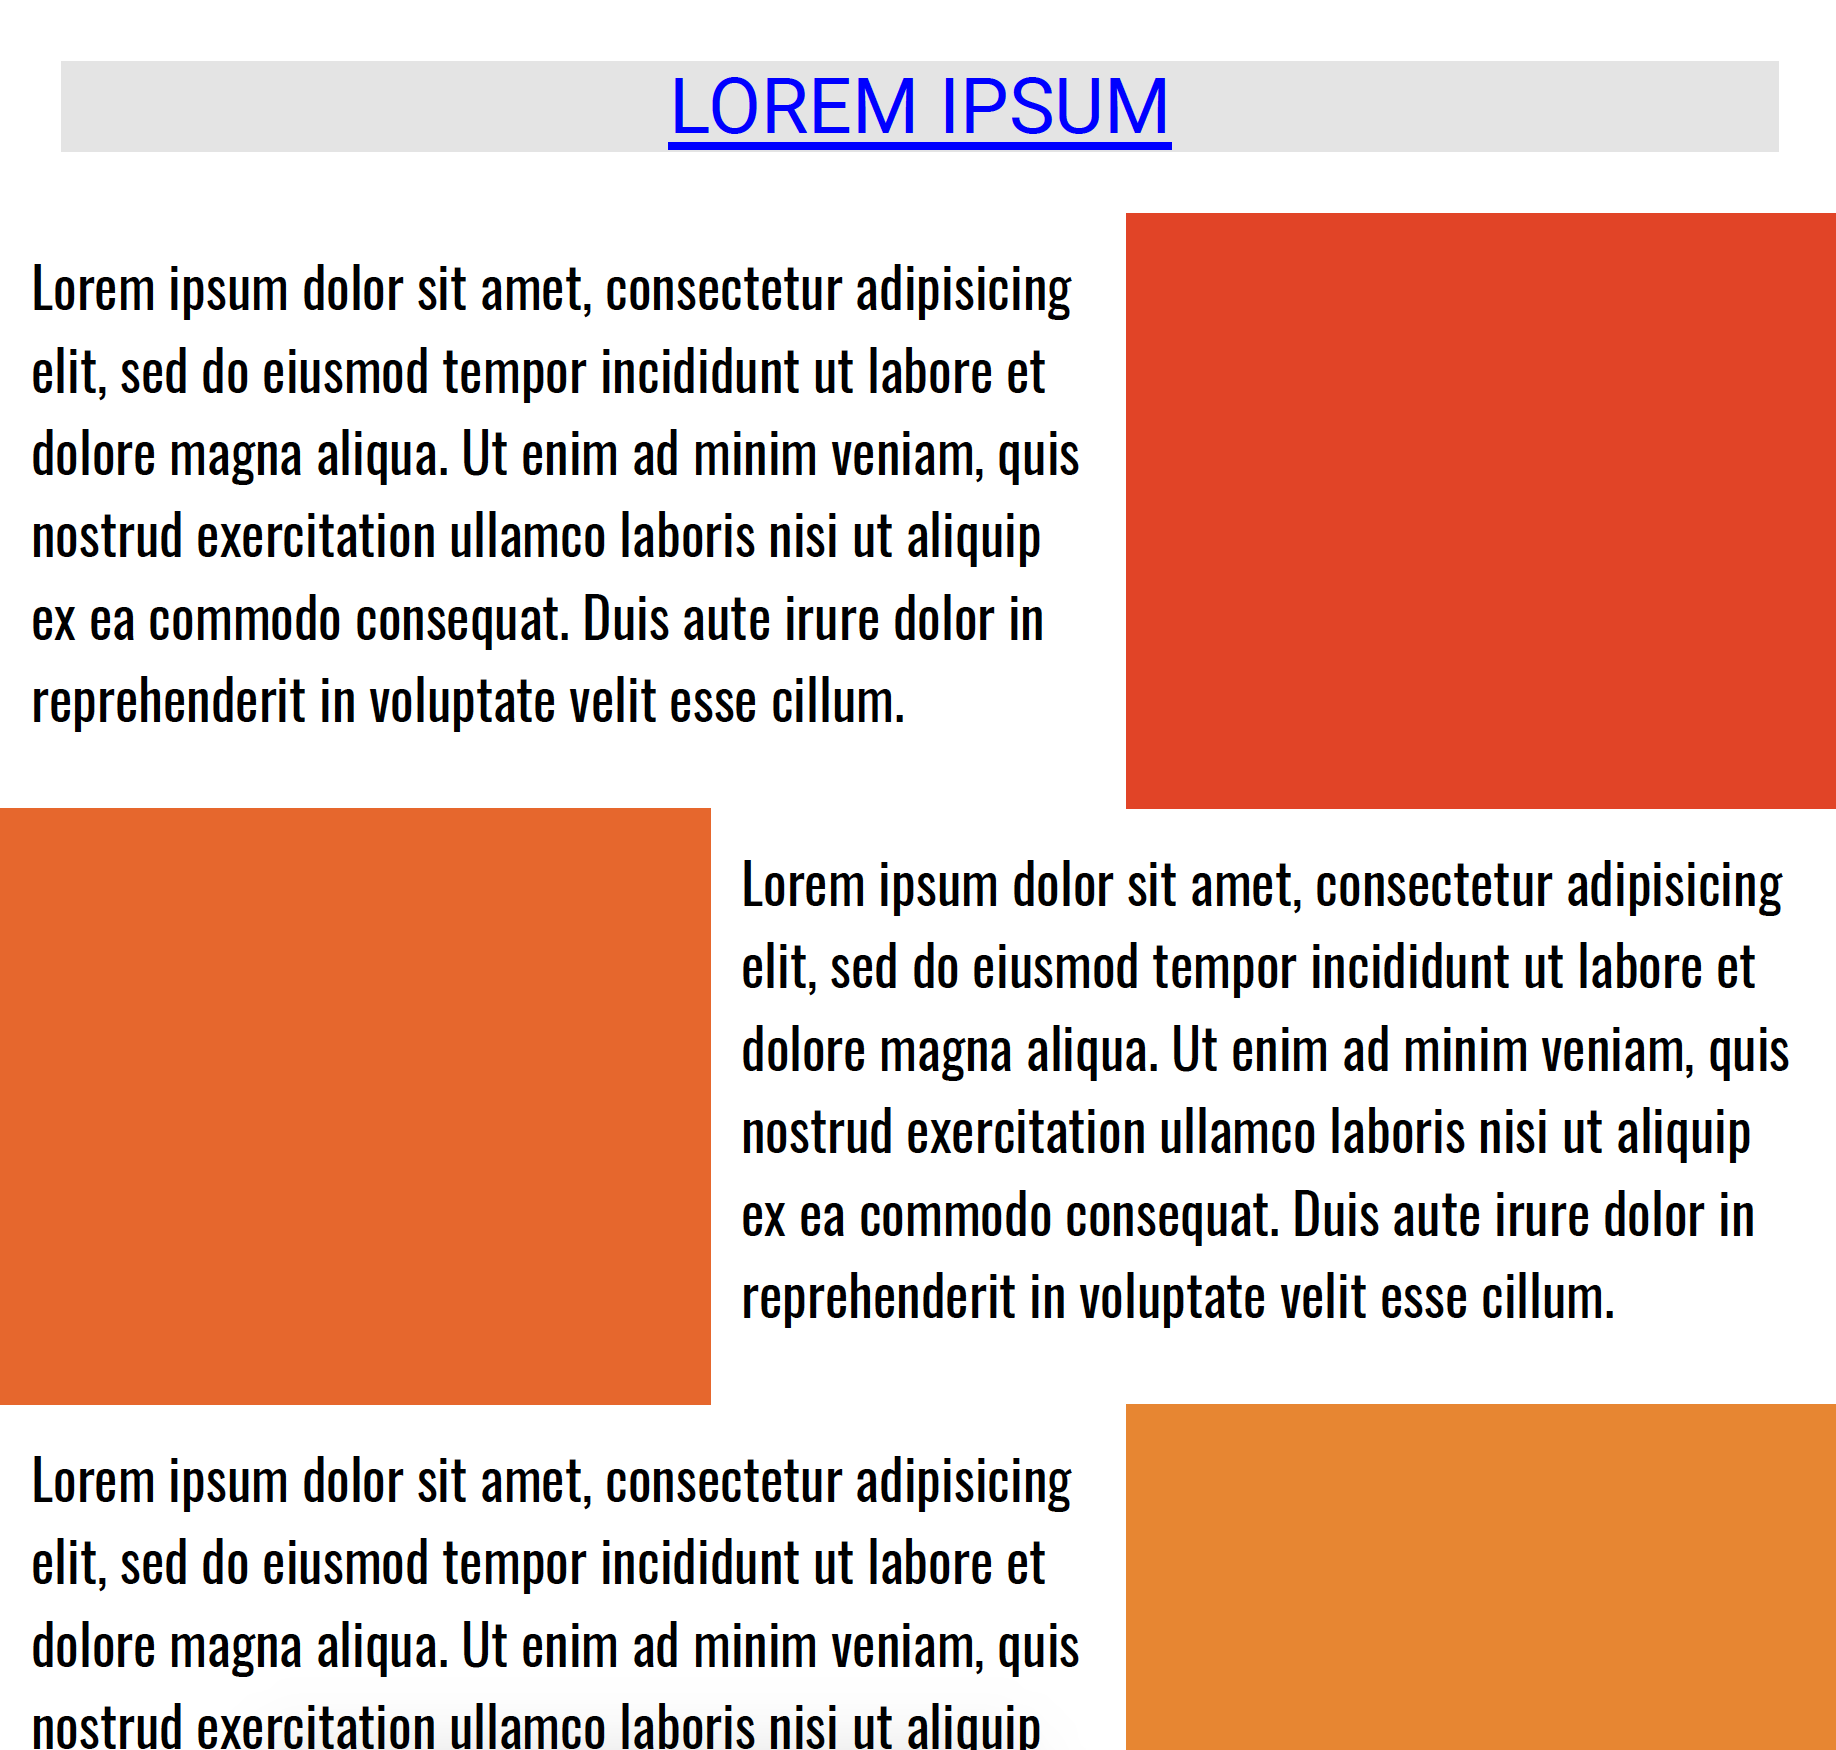 LOREM IPSUM
Lorem ipsum dolor sit amet, consectetur adipisicing
elit, sed do eiusmod tempor incididunt ut labore et
dolore magna aliqua. Ut enim ad minim veniam, quis
nostrud exercitation ullamco laboris nisi ut aliquip
ex ea commodo consequat. Duis aute irure dolor in
reprehenderit in voluptate velit esse cillum.
Lorem ipsum dolor sit amet, consectetur adipisicing
elit, sed do eiusmod tempor incididunt ut labore et
dolore magna aliqua. Ut enim ad minim veniam, quis
nostrud exercitation ullamco laboris nisi ut aliquip
ex ea commodo consequat. Duis aute irure dolor in
reprehenderit in voluptate velit esse cillum.
Lorem ipsum dolor sit amet, consectetur adipisicing
elit, sed do eiusmod tempor incididunt ut labore et
dolore magna aliqua. Ut enim ad minim veniam, quis
nostrud exercitation ullamco laboris nisi ut aliquip